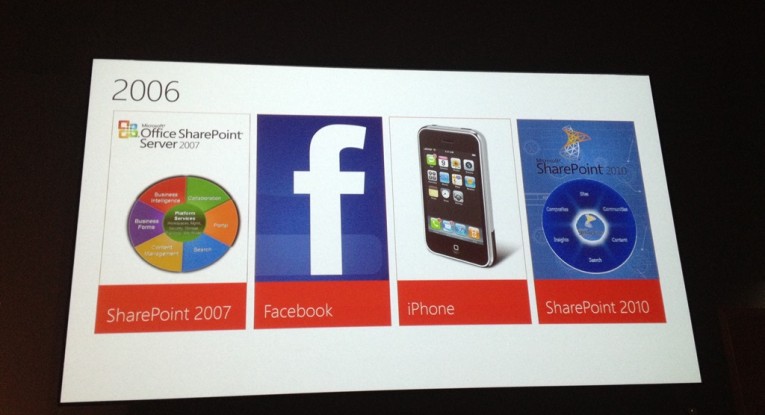 2006
Microsoft
Office SharePoint
Server 2007
Business
Intelligence
Collaboration
Business
Forms
Platform
Services
Portal
Content
Management
Search
SharePoint 2007
f
Facebook
iPhone
Microsoft
SharePoint 2010
Sites
Composites
Communities
Insights
Content
Search
SharePoint 2010